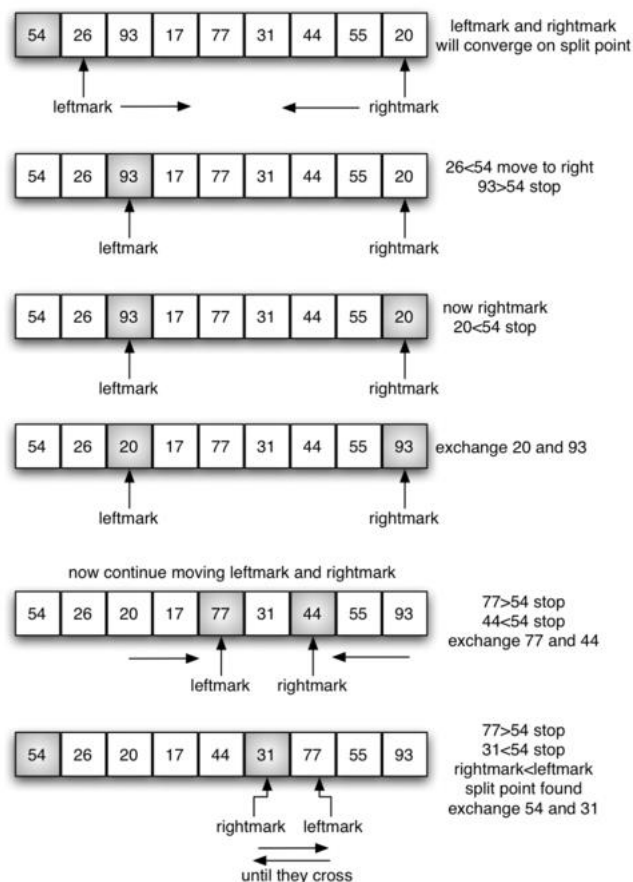 54 26 93 17 77 31 44 55 20
leftmark and rightmark
will converge on split point
leftmark rightmark
54 26 93 17 77 31 44 55 20
26<54 move to right
93>54 stop
leftmark rightmark
54 26 93 17 77 31 44 55 20
now rightmark
20<54 stop
leftmark rightmark
54 26 20 17 77 31 44 55 93
exchange 20 and 93
leftmark rightmark
now continue moving leftmark and rightmark
54 26 20 17 77 31 44 55 93
77>54 stop
44<54 stop
exchange 77 and 44
leftmark rightmark
54 26 20 17 44 31 77 55 93
77>54 stop
31<54 stop
rightmark<leftmark
split point found
exchange 54 and 31
rightmark leftmark
until they cross